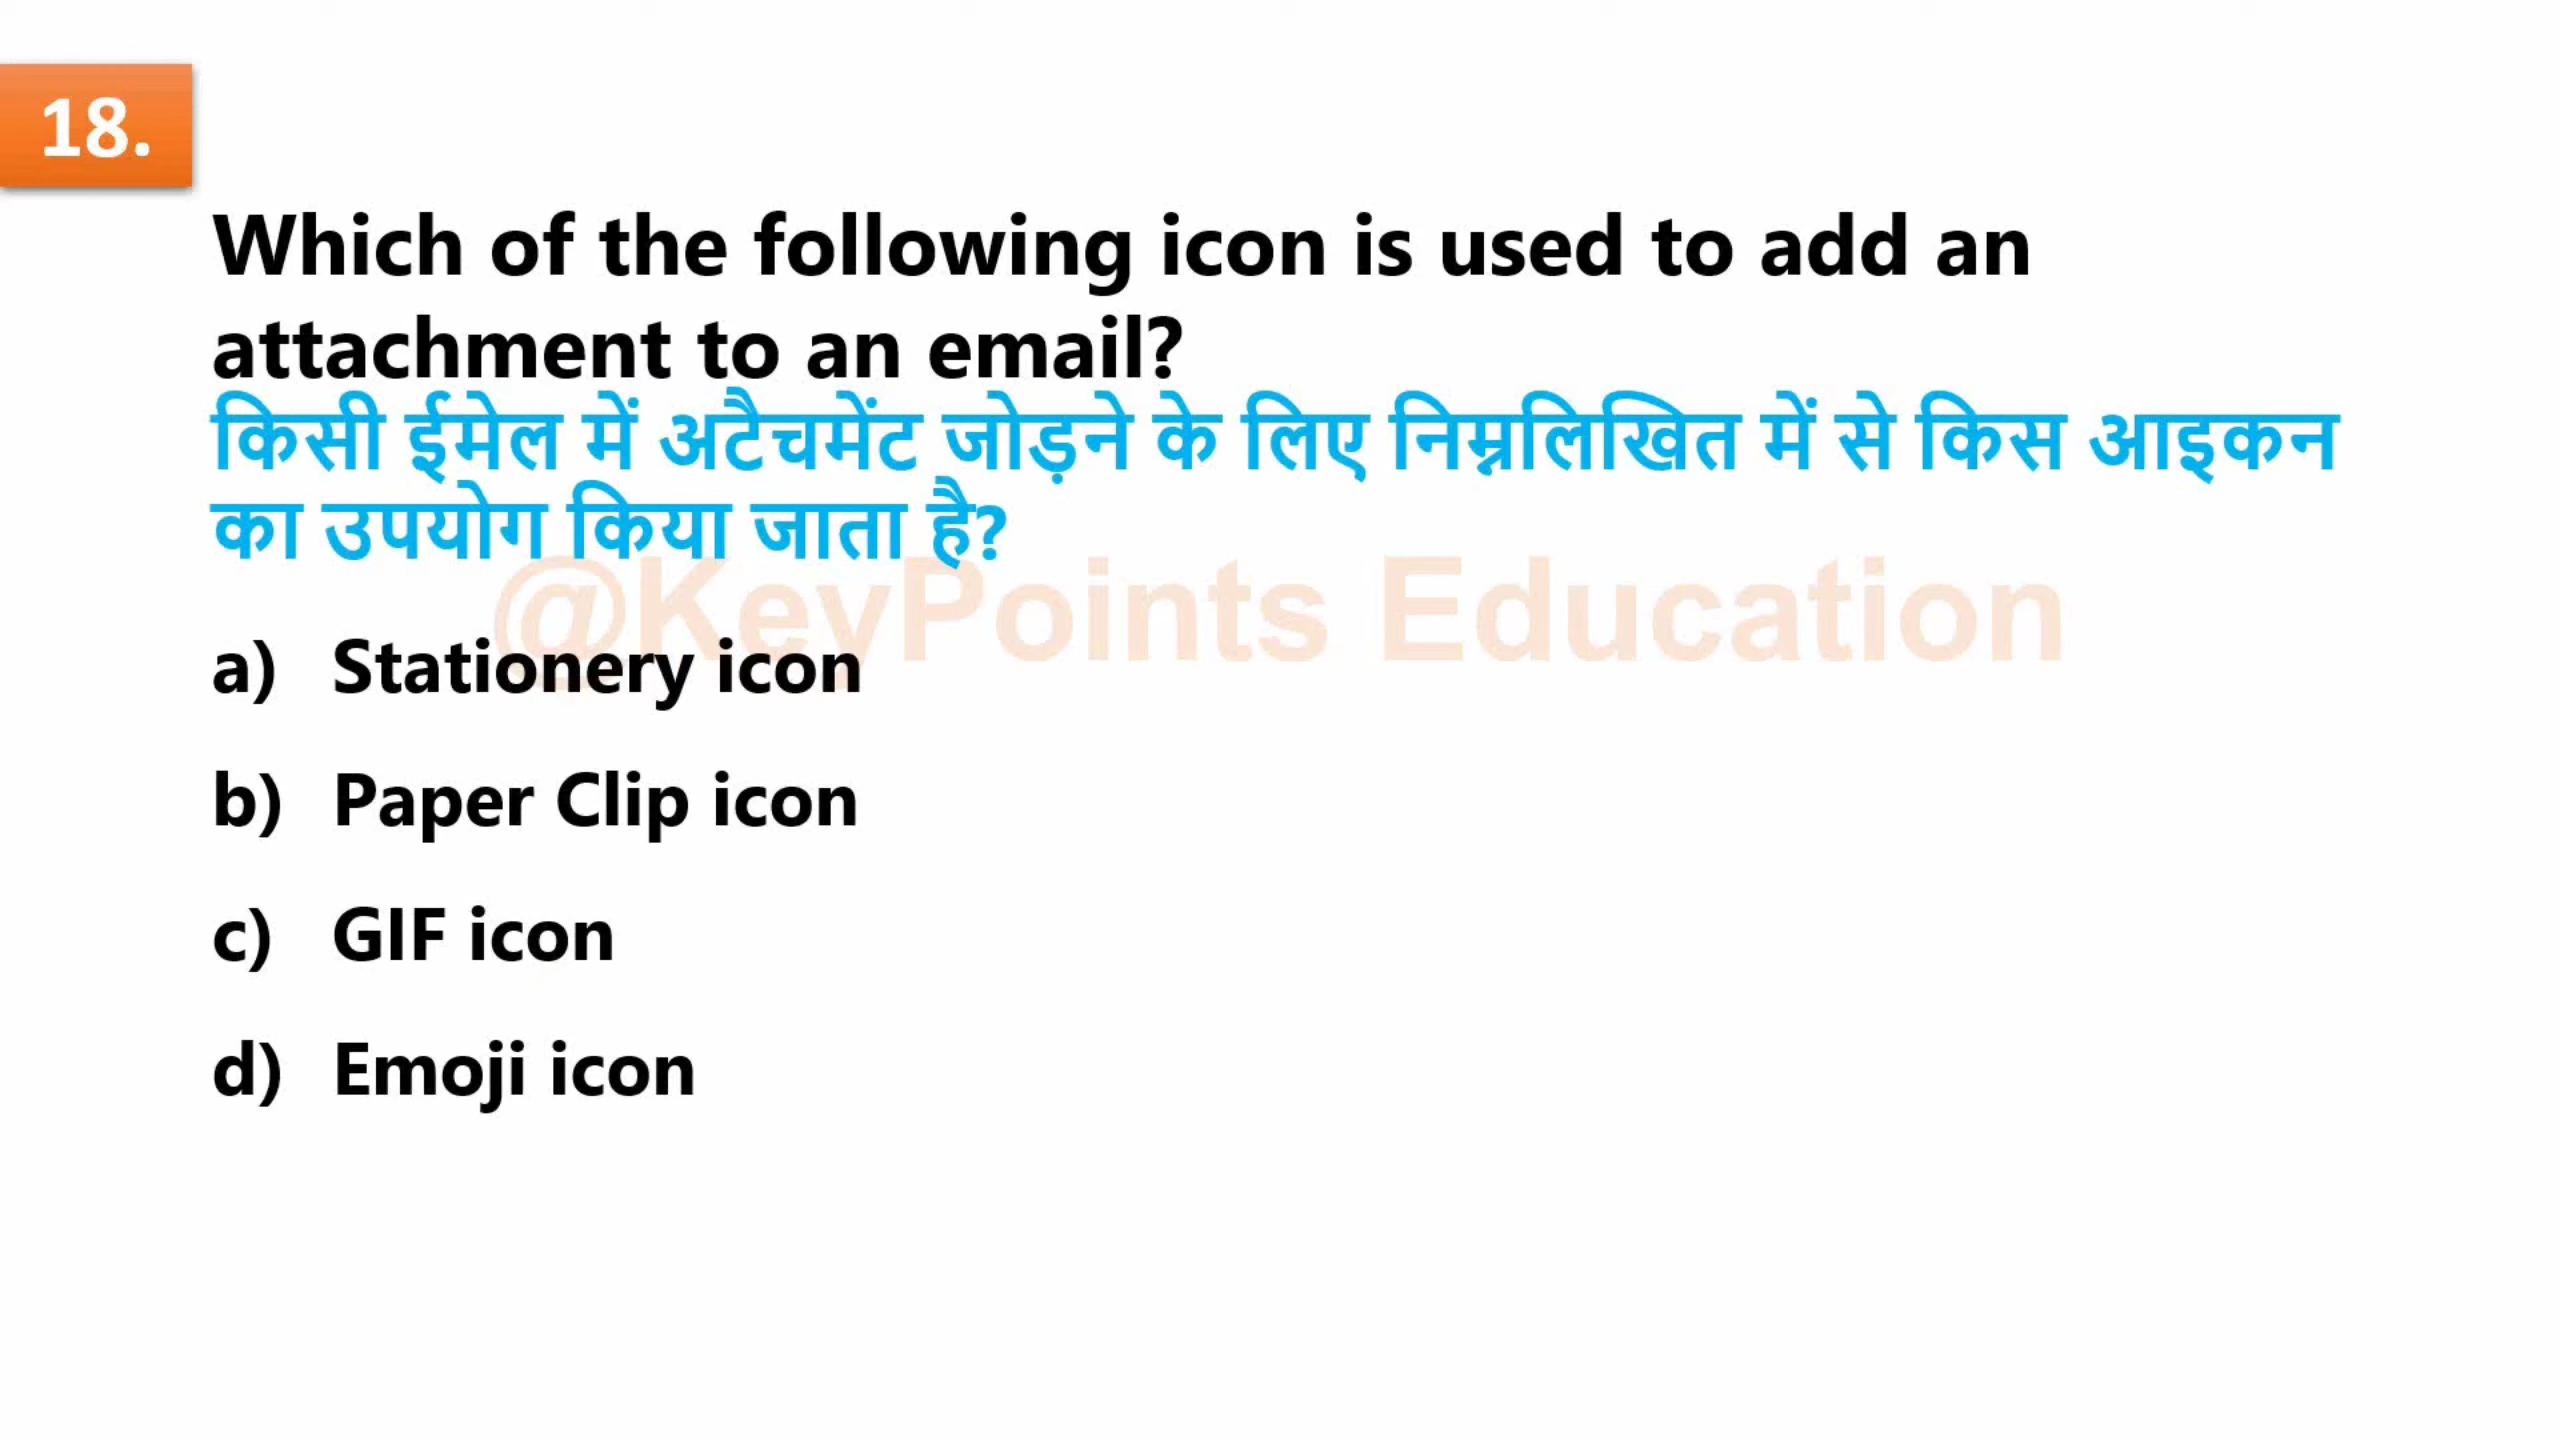 18.
Which of the following icon is used to add an
attachment to an email?
किसी ईमेल में अटैचमेंट जोड़ने के लिए निम्नलिखित में से किस आइकन
का उपयोग किया जाता है?
@KeyPoints Education
a) Stationery icon
b) Paper Clip icon
c) GIF icon
d) Emoji icon